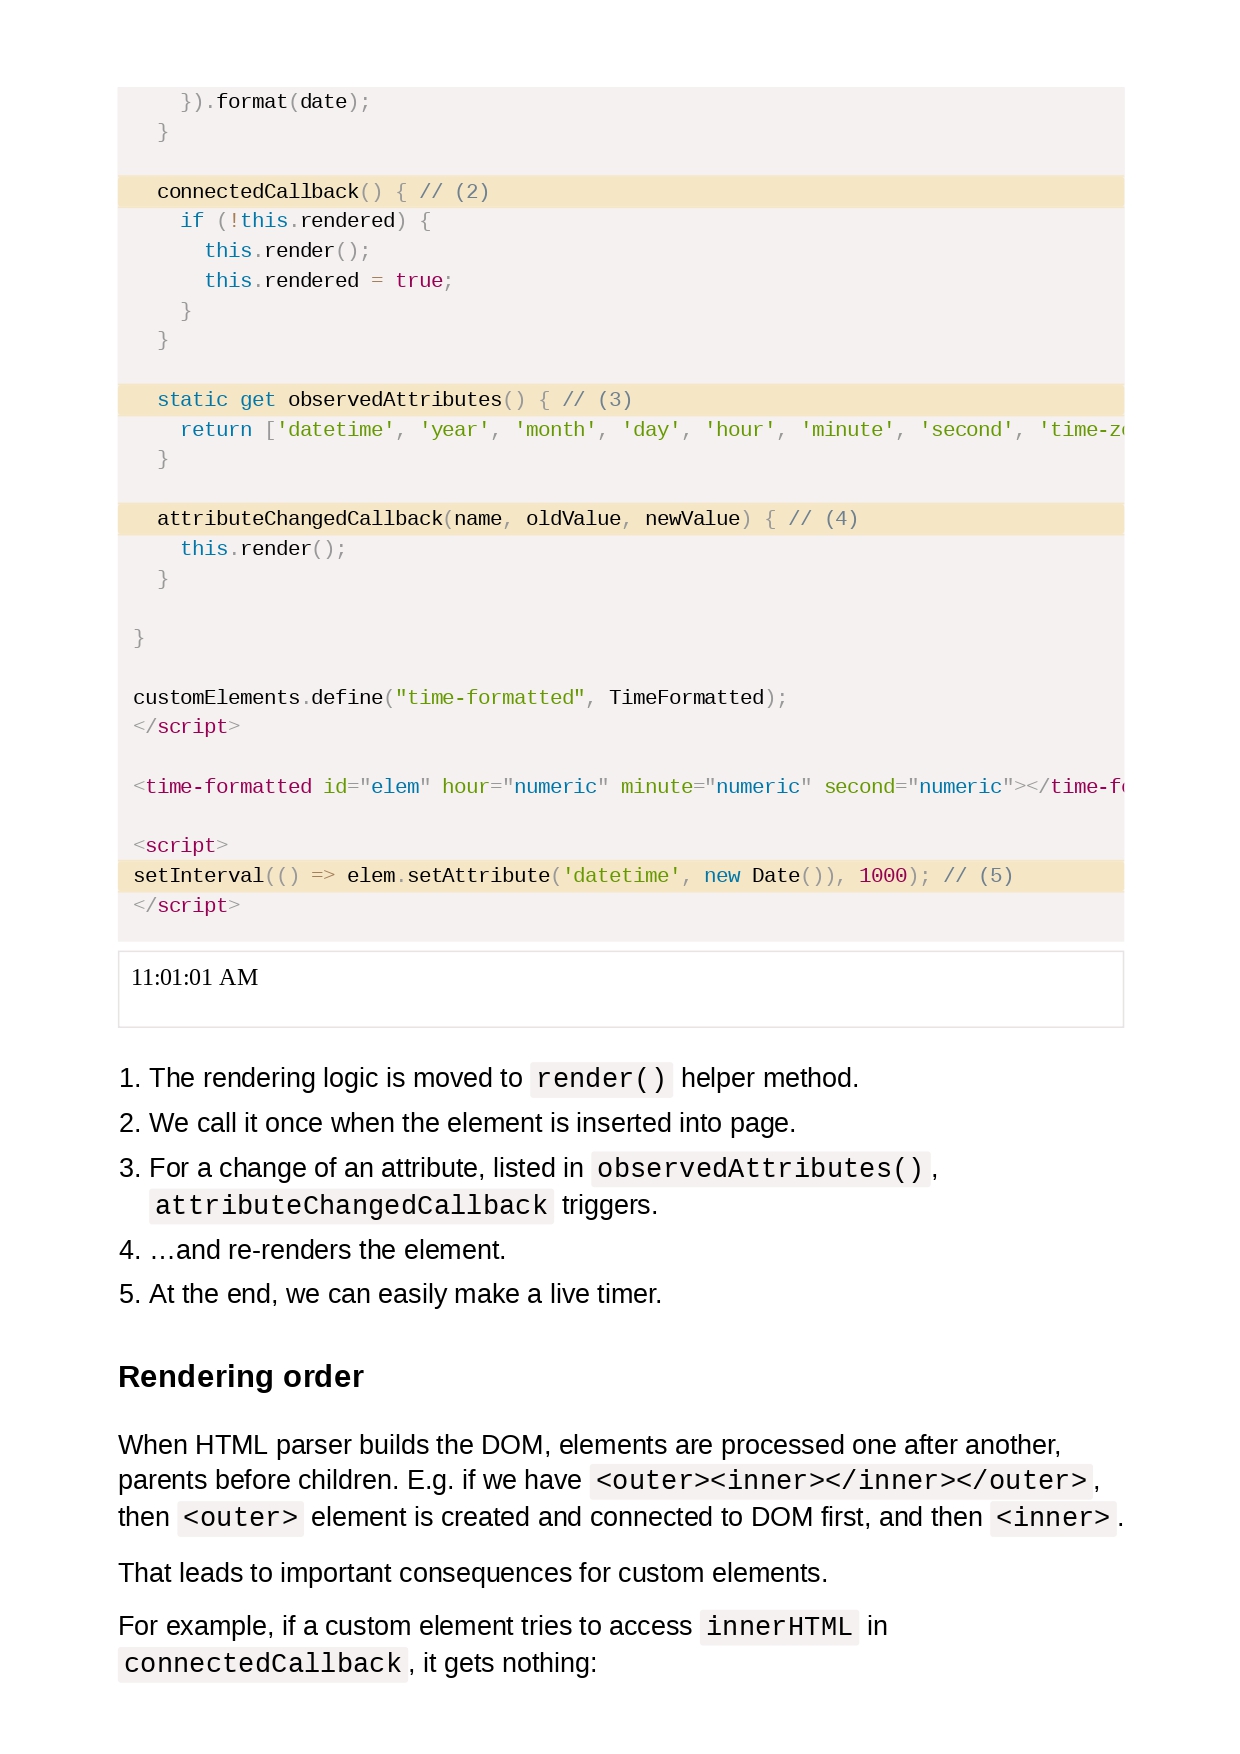 }).format(date);
  }
  connectedCallback() { // (2)
    if (!this.rendered) {
      this.render();
      this.rendered = true;
    }
  }
  static get observedAttributes() { // (3)
    return ['datetime', 'year', 'month', 'day', 'hour', 'minute', 'second',
  }
  attributeChangedCallback(name, oldValue, newValue) { // (4)
    this.render();
  }
}
customElements.define("time-formatted", TimeFormatted);
</script>
<time-formatted id="elem" hour="numeric" minute="numeric" second="numeric"></
<script>
setInterval(() => elem.setAttribute('datetime', new Date()), 1000); // (5)
</script>
11:01:01 AM
1. The rendering logic is moved to render() helper method.
2. We call it once when the element is inserted into page.
3. For a change of an attribute, listed in observedAttributes(),
attributeChangedCallback triggers.
4. …and re-renders the element.
5. At the end, we can easily make a live timer.
Rendering order
When HTML parser builds the DOM, elements are processed one after another,
parents before children. E.g. if we have <outer><inner></inner></outer>,
then <outer> element is created and connected to DOM first, and then <inner>.
That leads to important consequences for custom elements.
For example, if a custom element tries to access innerHTML in
connectedCallback, it gets nothing: